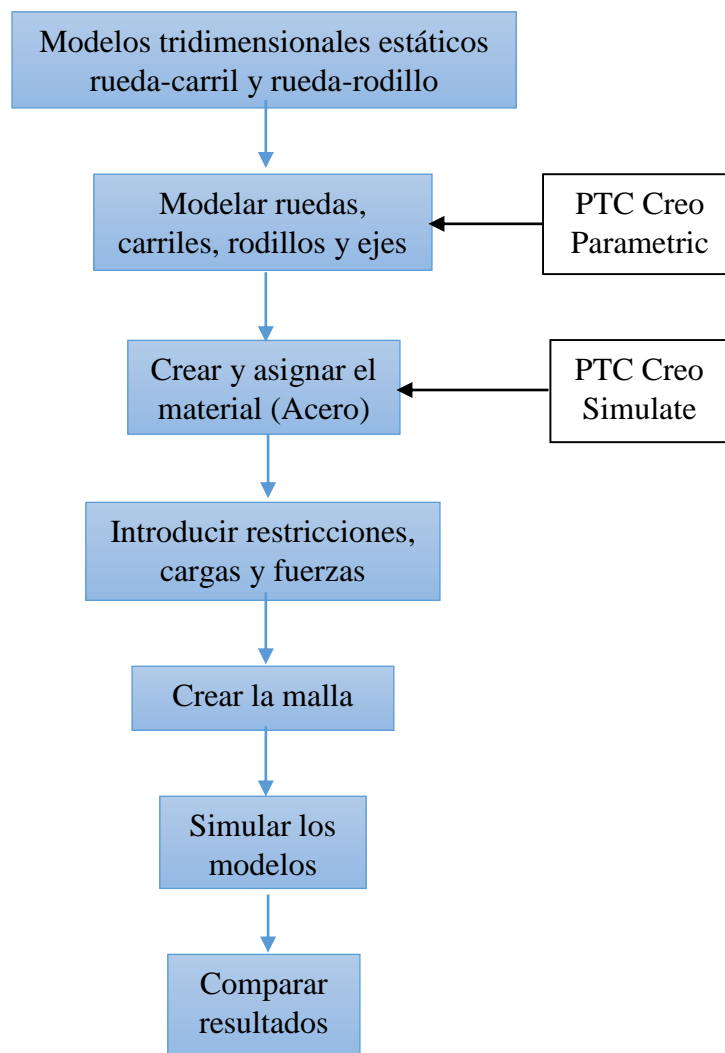 Modelos tridimensionales estáticos
rueda-carril y rueda-rodillo
Modelar ruedas,
carriles, rodillos y ejes
PTC Creo
Parametric
Crear y asignar el
material (Acero)
PTC Creo
Simulate
Introducir restricciones,
cargas y fuerzas
Crear la malla
Simular los
modelos
Comparar
resultados